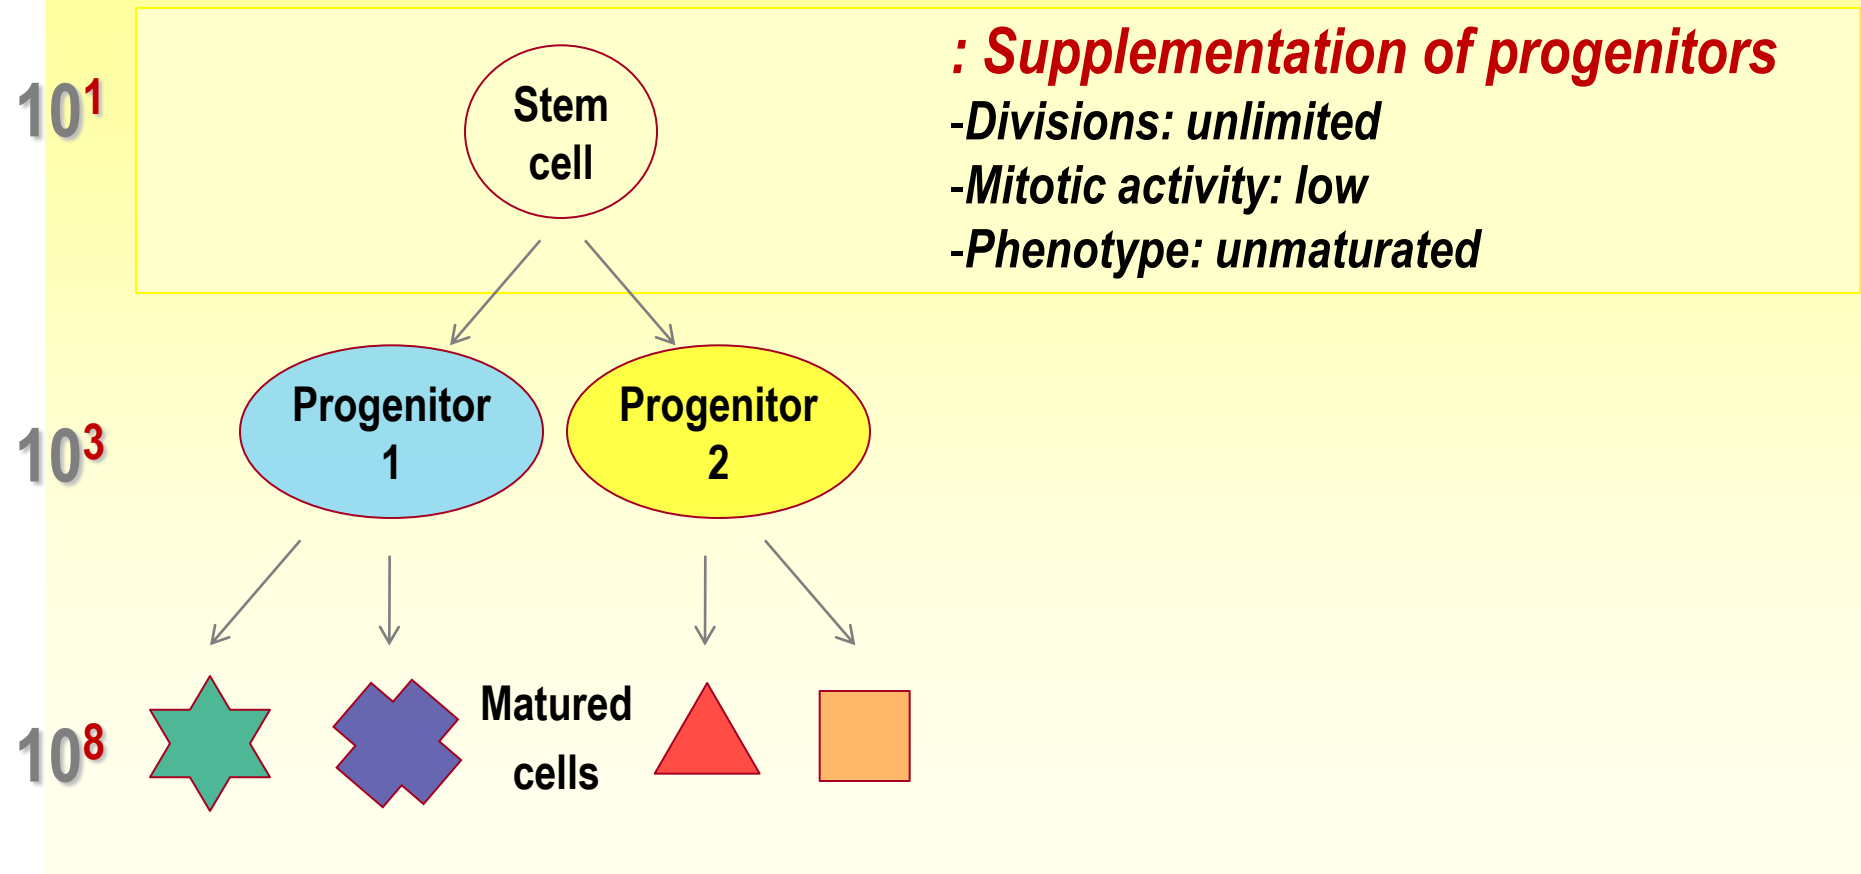 10¹
Stem
cell
: Supplementation of progenitors
-Divisions: unlimited
-Mitotic activity: low
-Phenotype: unmaturated
10³
Progenitor
1
Progenitor
2
10⁸
Matured
cells